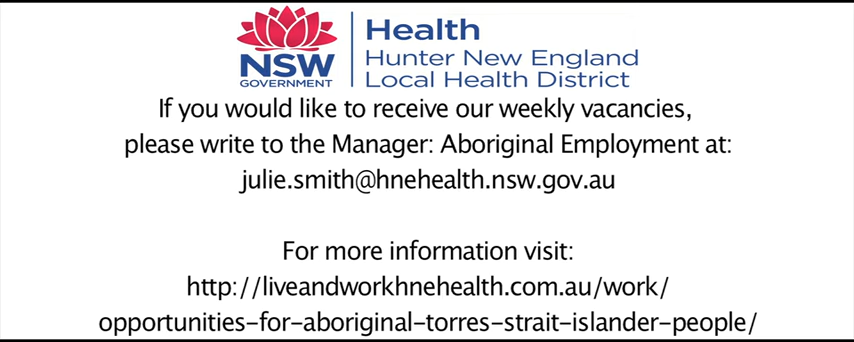 NSW
GOVERNMENT
Health
Hunter New England
Local Health District
If you would like to receive our weekly vacancies,
please write to the Manager: Aboriginal Employment at:
julie.smith@hnehealth.nsw.gov.au
For more information visit:
http://liveandworkhnehealth.com.au/work/
opportunities-for-aboriginal-torres-strait-islander-people/